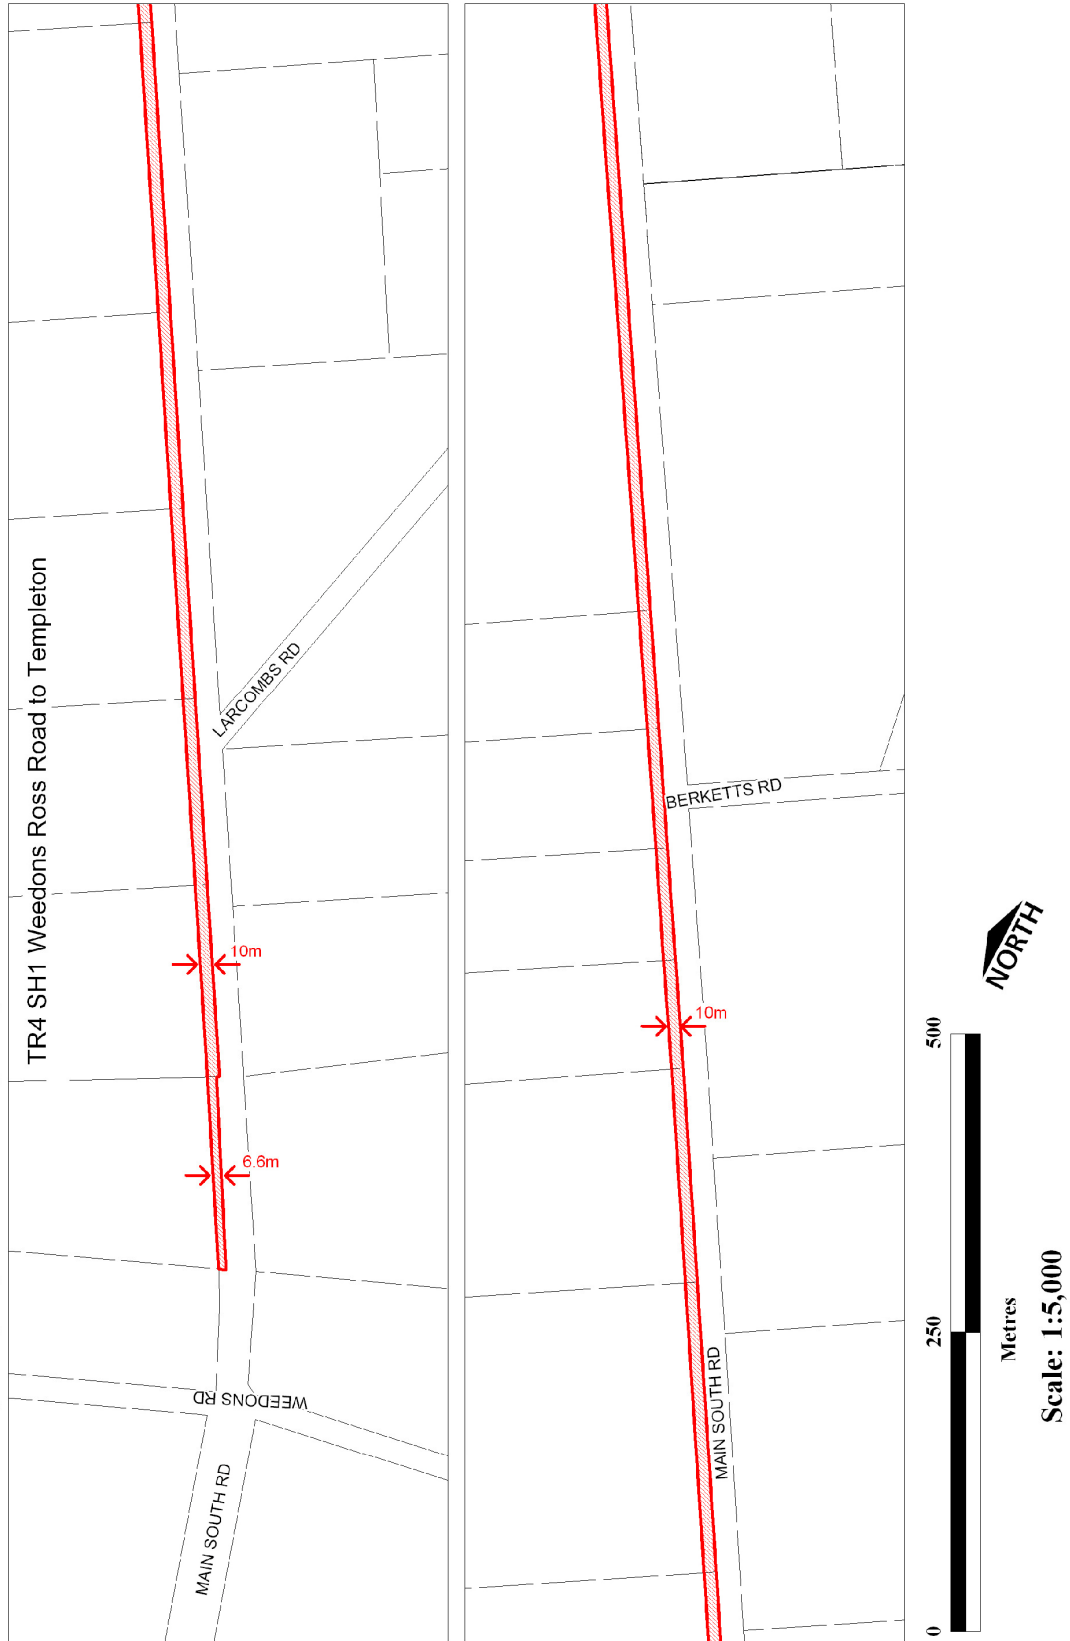 TR4 SH1 Weedons Ross Road to Templeton
LARCOMBS RD
10m
6.6m
WEEDONS RD
MAIN SOUTH RD
BERKETTS RD
10m
MAIN SOUTH RD
NORTH
0 250 500
Metres
Scale: 1:5,000